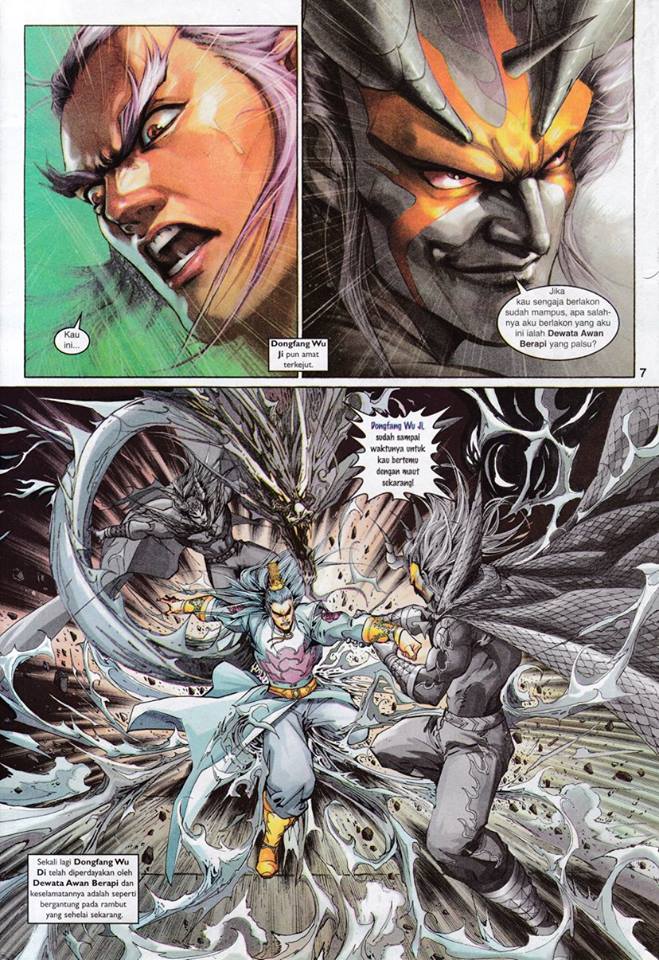 Kau
ini...
Dongfang Wu
Ji pun amat
terkejut.
Jika
kau sengaja berlakon
sudah mampus, apa salah-
nya aku berlakon yang aku
ini ialah Dewata Awan
Berapi yang palsu?
7
Dongfang Wu Ji,
sudah sampai
waktunya untuk
kau bertemu
dengan maut
sekarang!
Sekali lagi Dongfang Wu
Di telah diperdayakan oleh
Dewata Awan Berapi dan
keselamatannya adalah seperti
bergantung pada rambut
yang sehelai sekarang.